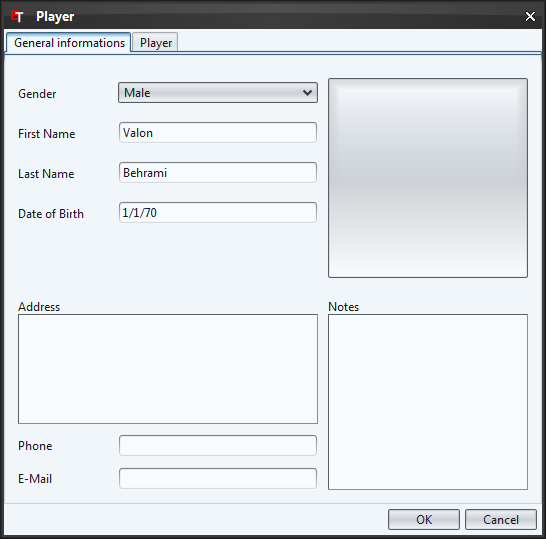 ET Player
General informations Player
Gender Male
First Name Valon
Last Name Behrami
Date of Birth 1/1/70
Address Notes
Phone
E-Mail
OK Cancel